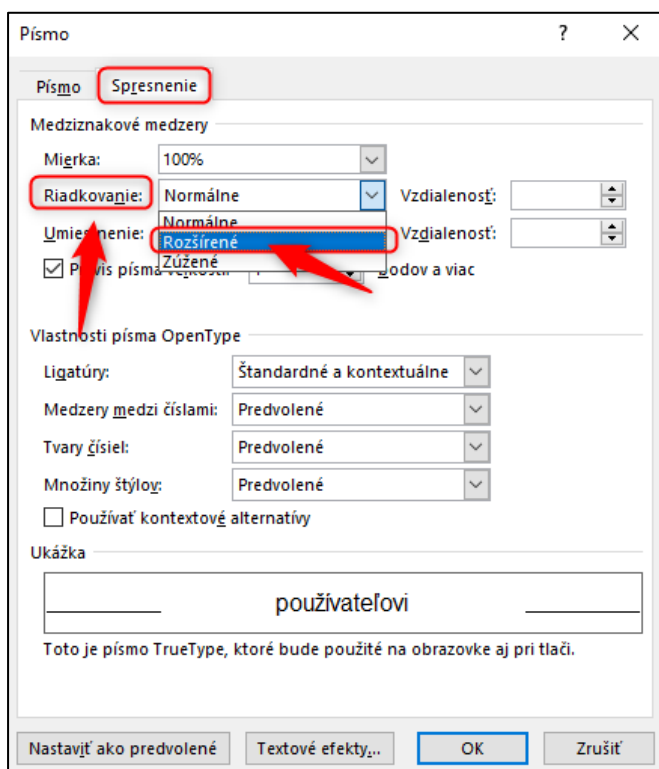 Písmo ?
Písmo Spresnenie
Medziznakové medzery
Mierka: 100%
Riadkovanie: Normálne Vzdialenosť:
Normálne
Rozšírené
Zúžené
Vzdialenosť:
bodov a viac
Vlastnosti písma OpenType
Ligatúry: Štandardné a kontextuálne
Medzery medzi číslami: Predvolené
Tvary čísiel: Predvolené
Množiny štýlov: Predvolené
Používať kontextové alternatívy
Ukážka
používateľovi
Toto je písmo TrueType, ktoré bude použité na obrazovke aj pri tlači.
Nastaviť ako predvolené Textové efekty... OK Zrušiť